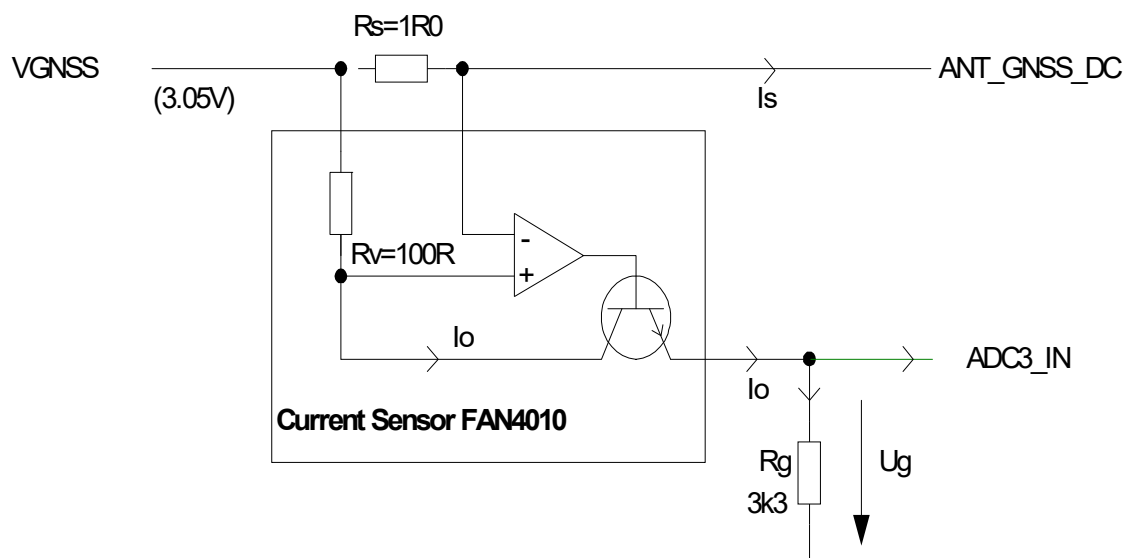 Rs=1R0
VGNSS
ANT_GNSS_DC
(3.05V)
Is
Rv=100R
-
+
Io
ADC3_IN
Io
Current Sensor FAN4010
Rg
Ug
3k3